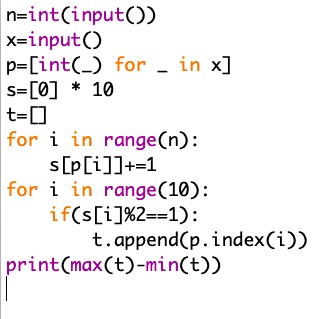 n=int(input())
x=input()
p=[int(_) for _ in x]
s=[0] * 10
t=[]
for i in range(n):
    s[p[i]]+=1
for i in range(10):
    if(s[i]%2==1):
        t.append(p.index(i))
print(max(t)-min(t))